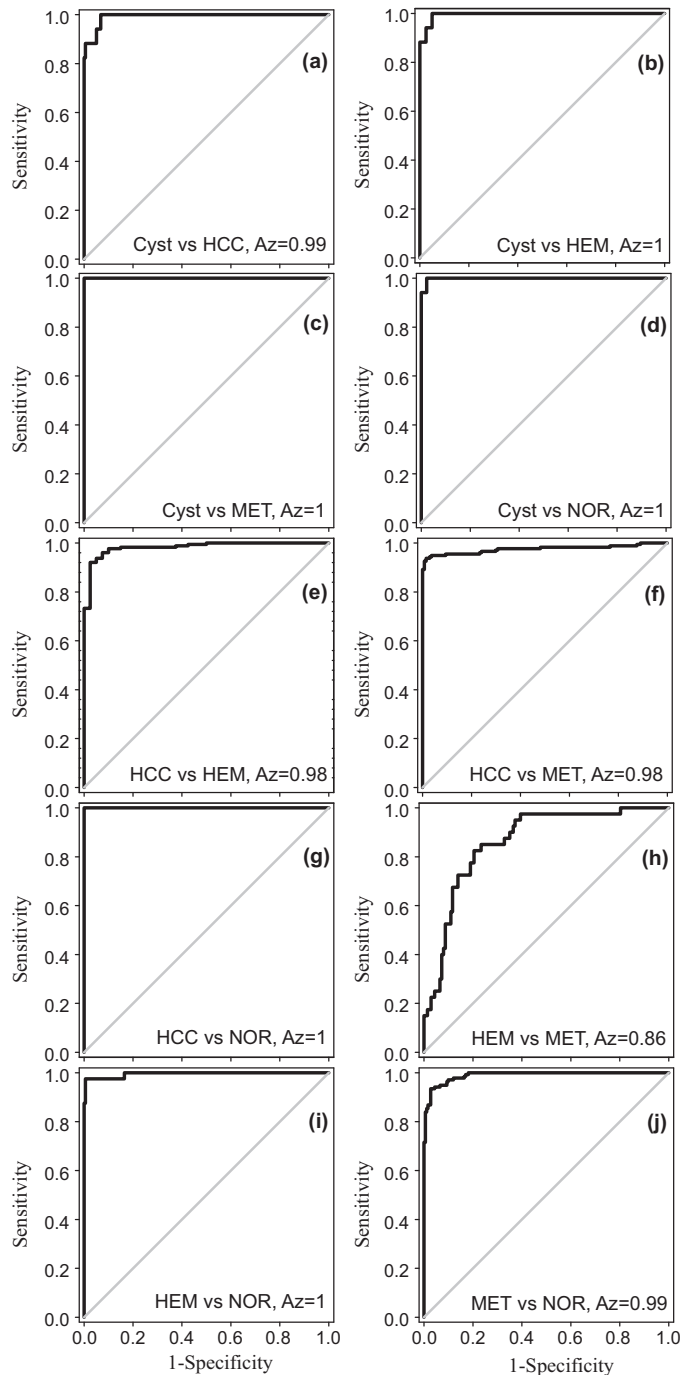 1.0
0.8
0.6
0.4
0.2
0.0
Sensitivity
(a)
Cyst vs HCC, Az=0.99
1.0
0.8
0.6
0.4
0.2
0.0
Sensitivity
(b)
Cyst vs HEM, Az=1
1.0
0.8
0.6
0.4
0.2
0.0
Sensitivity
(c)
Cyst vs MET, Az=1
1.0
0.8
0.6
0.4
0.2
0.0
Sensitivity
(d)
Cyst vs NOR, Az=1
1.0
0.8
0.6
0.4
0.2
0.0
Sensitivity
(e)
HCC vs HEM, Az=0.98
1.0
0.8
0.6
0.4
0.2
0.0
Sensitivity
(f)
HCC vs MET, Az=0.98
1.0
0.8
0.6
0.4
0.2
0.0
Sensitivity
(g)
HCC vs NOR, Az=1
1.0
0.8
0.6
0.4
0.2
0.0
Sensitivity
(h)
HEM vs MET, Az=0.86
1.0
0.8
0.6
0.4
0.2
0.0
Sensitivity
(i)
HEM vs NOR, Az=1
0.0 0.2 0.4 0.6 0.8 1.0
1-Specificity
1.0
0.8
0.6
0.4
0.2
0.0
Sensitivity
(j)
MET vs NOR, Az=0.99
0.0 0.2 0.4 0.6 0.8 1.0
1-Specificity